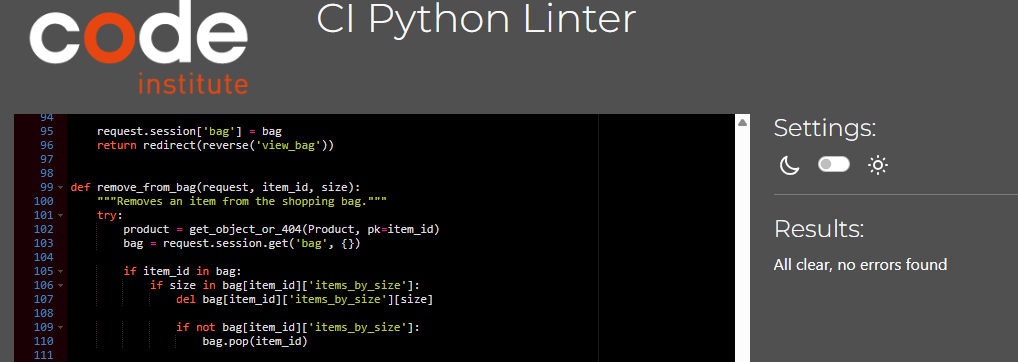 code
institute
CI Python Linter
94
95 request.session['bag'] = bag
96 return redirect(reverse('view_bag'))
97
98
99 def remove_from_bag(request, item_id, size):
100 """Removes an item from the shopping bag."""
101 try:
102 product = get_object_or_404(Product, pk=item_id)
103 bag = request.session.get('bag', {})
104
105 if item_id in bag:
106 if size in bag[item_id]['items_by_size']:
107 del bag[item_id]['items_by_size'][size]
108
109 if not bag[item_id]['items_by_size']:
110 bag.pop(item_id)
111
Settings:
Results:
All clear, no errors found